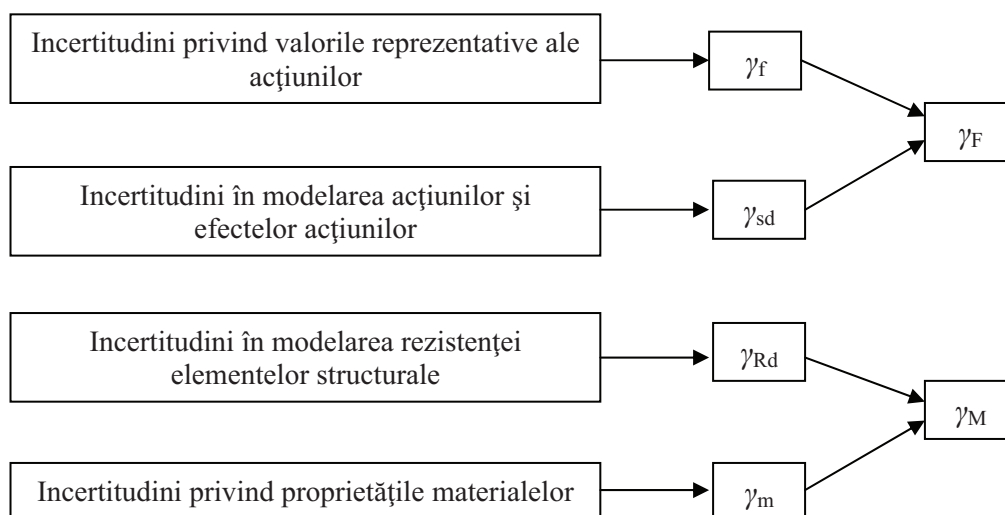 Incertitudini privind valorile reprezentative ale
acţiunilor
γf
γF
Incertitudini în modelarea acţiunilor şi
efectelor acţiunilor
γsd
Incertitudini în modelarea rezistenţei
elementelor structurale
γRd
γM
Incertitudini privind proprietăţile materialelor
γm